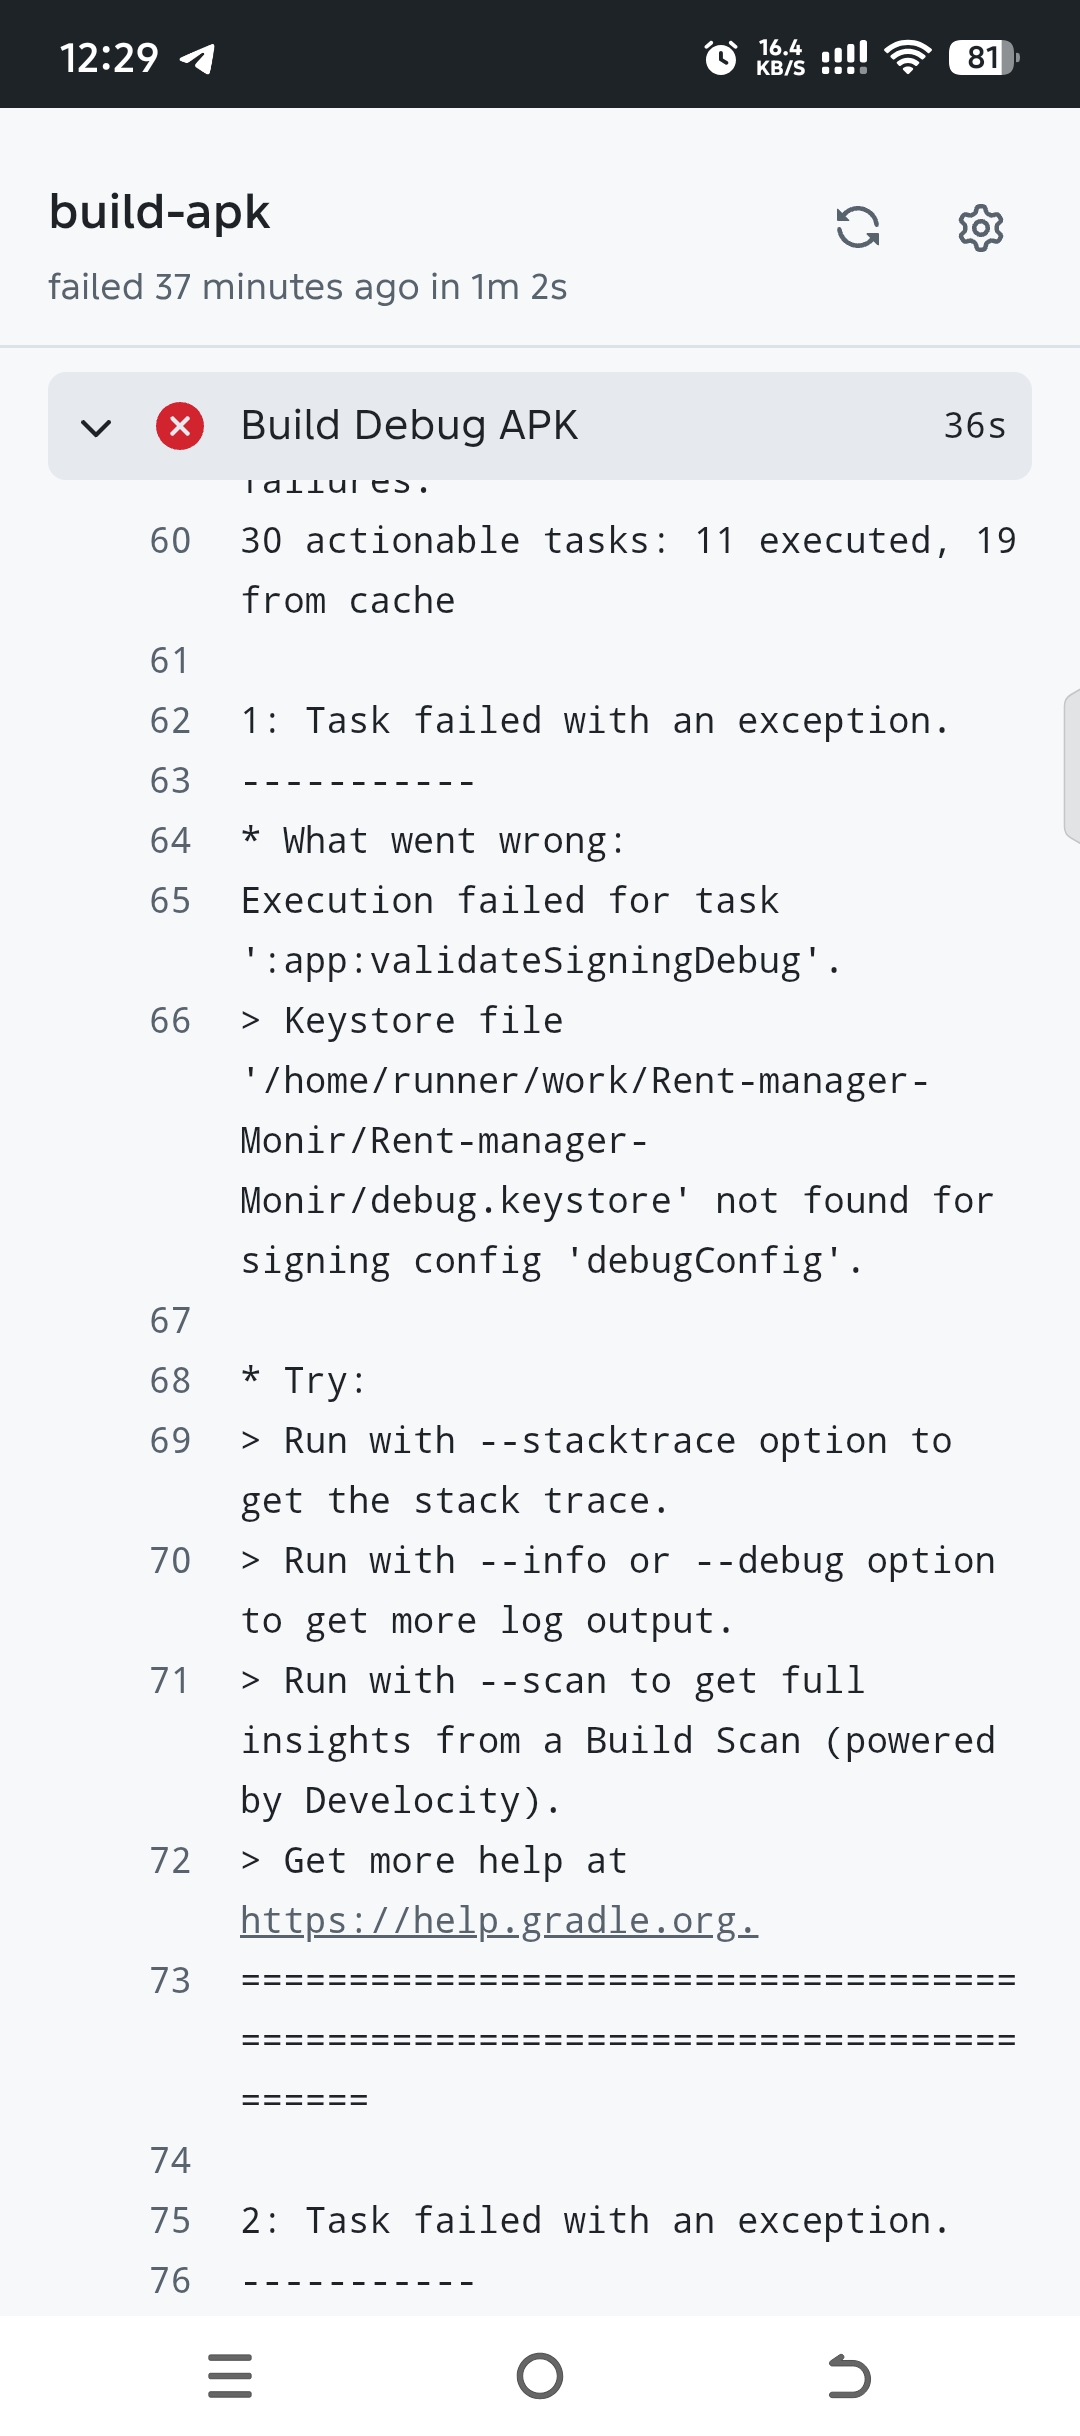 12:29
16.4
KB/S
81
build-apk
failed 37 minutes ago in 1m 2s
Build Debug APK 36s
failures.
60 30 actionable tasks: 11 executed, 19
from cache
61
62 1: Task failed with an exception.
63 -----------
64 * What went wrong:
65 Execution failed for task
':app:validateSigningDebug'.
66 > Keystore file
'/home/runner/work/Rent-manager-
Monir/Rent-manager-
Monir/debug.keystore' not found for
signing config 'debugConfig'.
67
68 * Try:
69 > Run with --stacktrace option to
get the stack trace.
70 > Run with --info or --debug option
to get more log output.
71 > Run with --scan to get full
insights from a Build Scan (powered
by Develocity).
72 > Get more help at
https://help.gradle.org.
73 ====================================
====================================
======
74
75 2: Task failed with an exception.
76 -----------